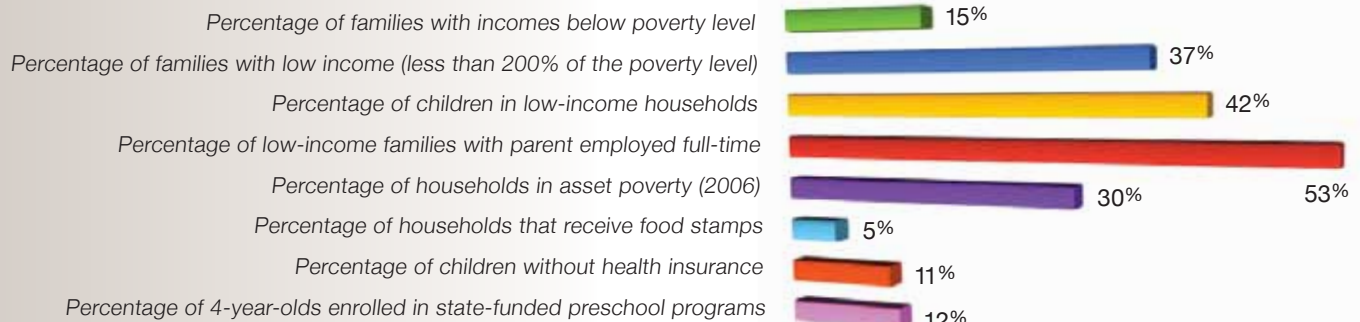 Percentage of families with incomes below poverty level 15%
Percentage of families with low income (less than 200% of the poverty level) 37%
Percentage of children in low-income households 42%
Percentage of low-income families with parent employed full-time 53%
Percentage of households in asset poverty (2006) 30%
Percentage of households that receive food stamps 5%
Percentage of children without health insurance 11%
Percentage of 4-year-olds enrolled in state-funded preschool programs 12%